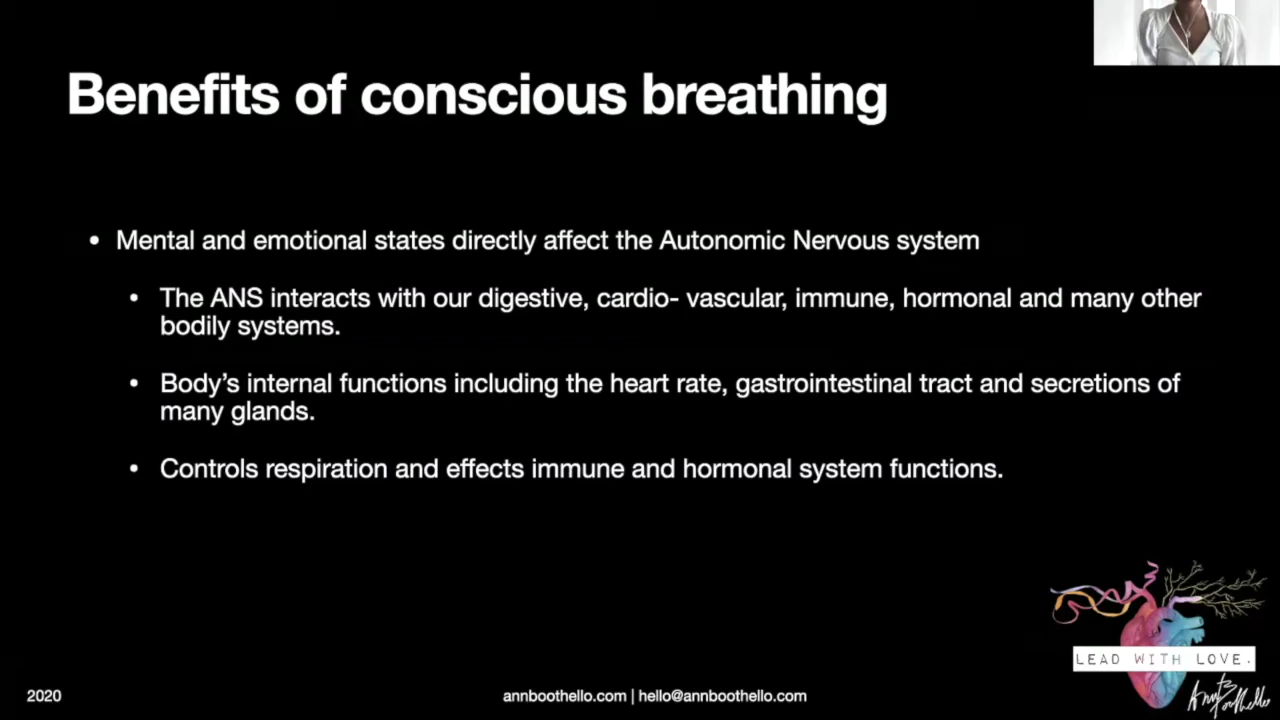 Benefits of conscious breathing
• Mental and emotional states directly affect the Autonomic Nervous system
• The ANS interacts with our digestive, cardio- vascular, immune, hormonal and many other
bodily systems.
• Body’s internal functions including the heart rate, gastrointestinal tract and secretions of
many glands.
• Controls respiration and effects immune and hormonal system functions.
LEAD WITH LOVE.
2020
annboothello.com | hello@annboothello.com